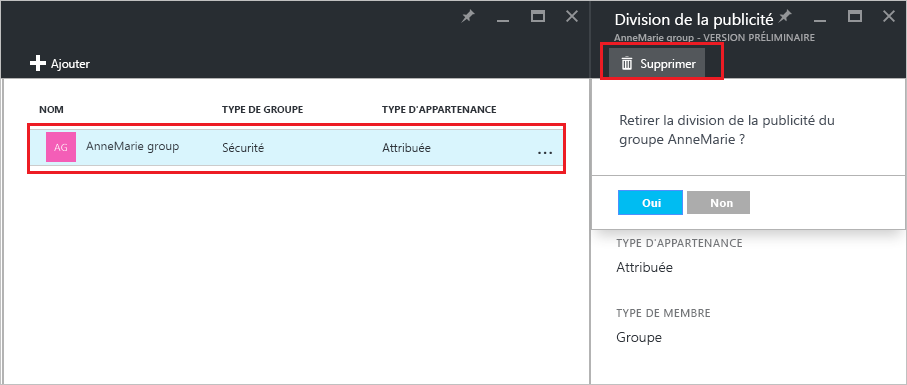 Ajouter
NOM TYPE DE GROUPE TYPE D'APPARTENANCE
AG AnneMarie group Sécurité Attribuée ...
Division de la publicité
AnneMarie group - VERSION PRÉLIMINAIRE
Supprimer
Retirer la division de la publicité du
groupe AnneMarie ?
Oui Non
TYPE D'APPARTENANCE
Attribuée
TYPE DE MEMBRE
Groupe